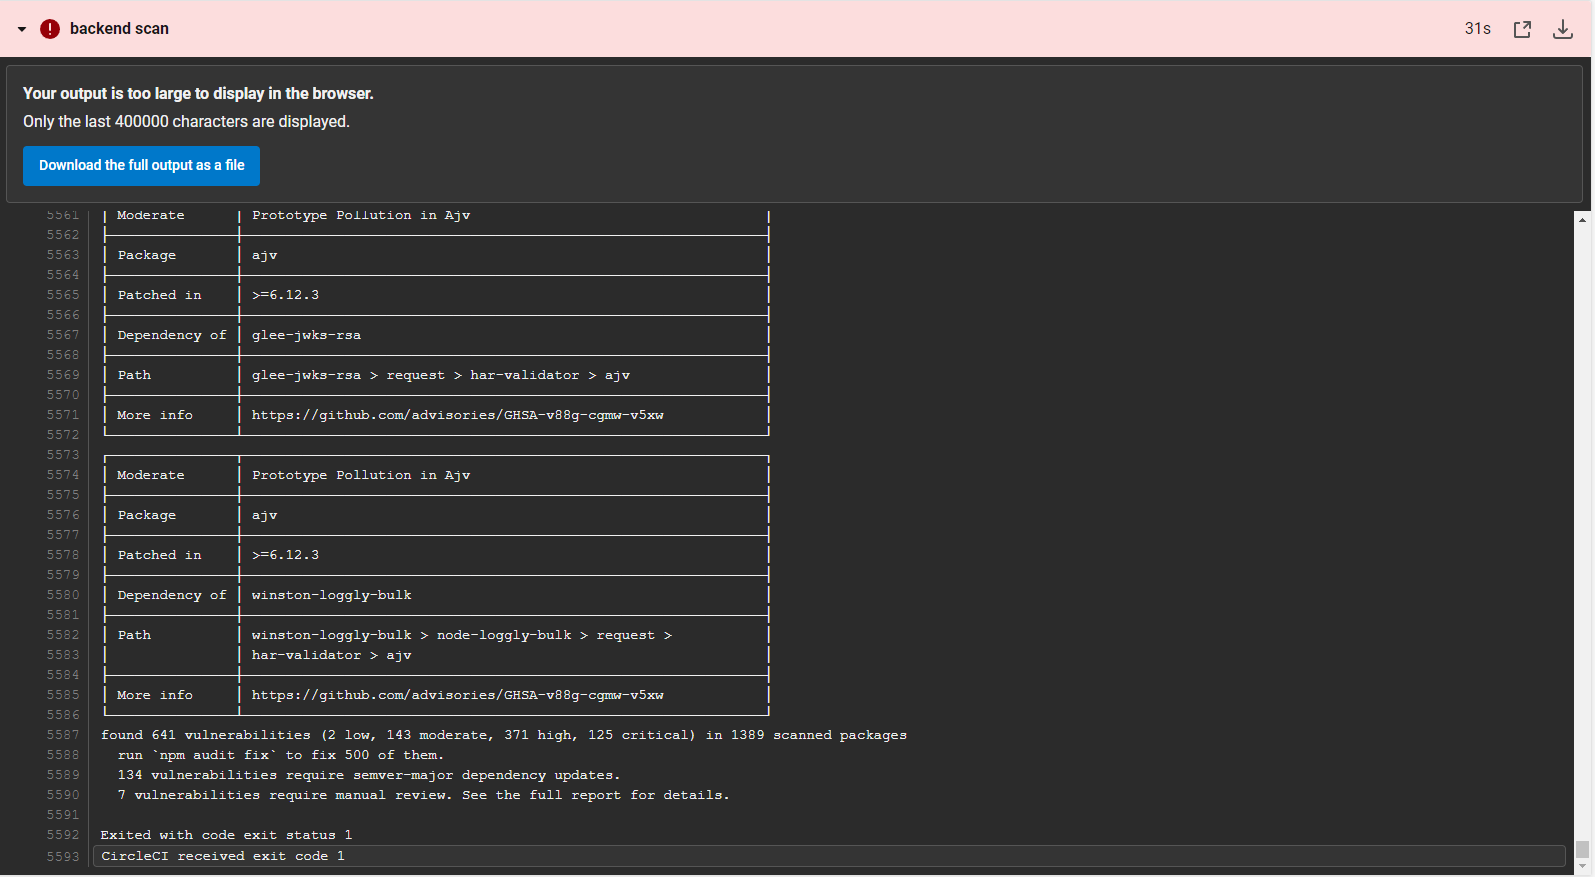 backend scan
31s
Your output is too large to display in the browser.
Only the last 400000 characters are displayed.
Download the full output as a file
5561 | Moderate | Prototype Pollution in Ajv |
5562
5563 | Package | ajv |
5564
5565 | Patched in | >=6.12.3 |
5566
5567 | Dependency of | glee-jwks-rsa |
5568
5569 | Path | glee-jwks-rsa > request > har-validator > ajv |
5570
5571 | More info | https://github.com/advisories/GHSA-v88g-cgmw-v5xw |
5572
5573
5574 | Moderate | Prototype Pollution in Ajv |
5575
5576 | Package | ajv |
5577
5578 | Patched in | >=6.12.3 |
5579
5580 | Dependency of | winston-loggly-bulk |
5581
5582 | Path | winston-loggly-bulk > node-loggly-bulk > request > |
5583 | | har-validator > ajv |
5584
5585 | More info | https://github.com/advisories/GHSA-v88g-cgmw-v5xw |
5586
5587 found 641 vulnerabilities (2 low, 143 moderate, 371 high, 125 critical) in 1389 scanned packages
5588 run `npm audit fix` to fix 500 of them.
5589 134 vulnerabilities require semver-major dependency updates.
5590 7 vulnerabilities require manual review. See the full report for details.
5591
5592 Exited with code exit status 1
5593 CircleCI received exit code 1